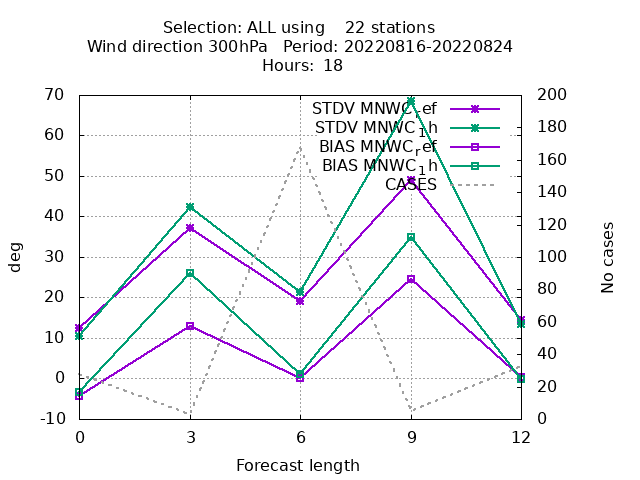 Selection: ALL using    22 stations
Wind direction 300hPa   Period: 20220816-20220824
Hours: 18
70
60
50
40
30
20
10
0
-10
200
180
160
140
120
100
80
60
40
20
0
STDV MNWC_ref
STDV MNWC_1h
BIAS MNWC_ref
BIAS MNWC_1h
CASES
deg
No cases
0 3 6 9 12
Forecast length